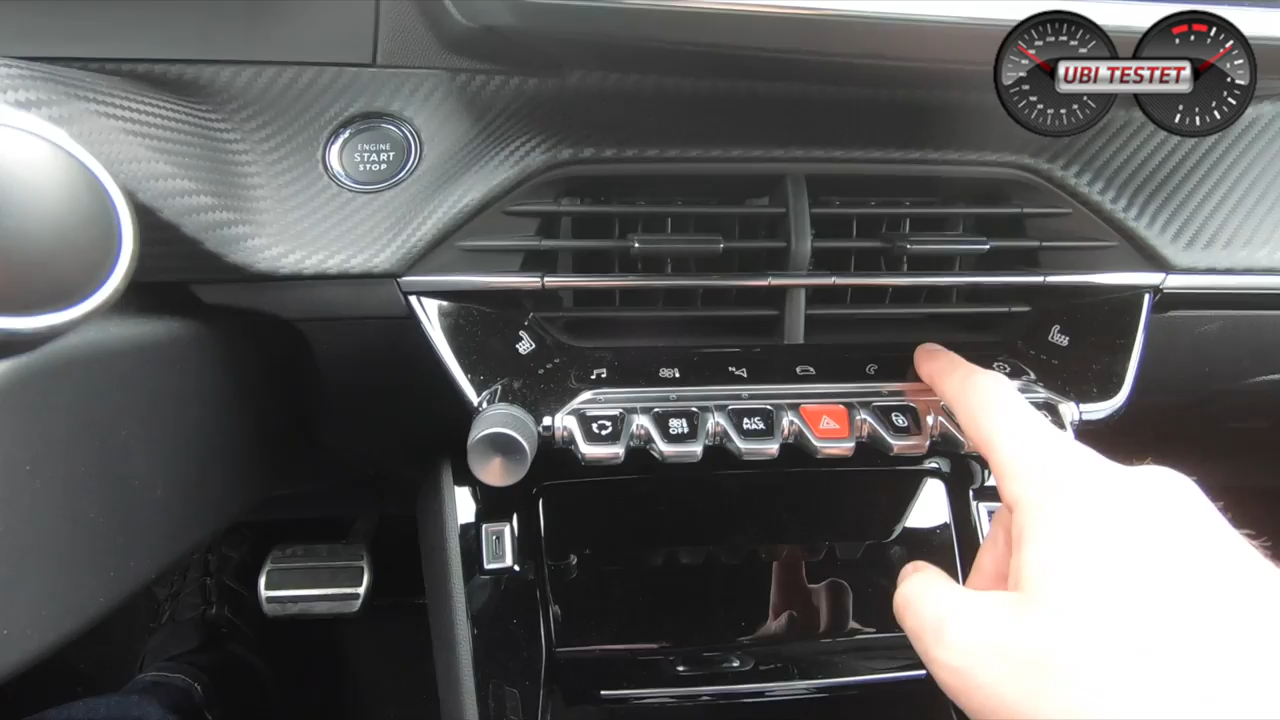 UBI TESTET
ENGINE
START
STOP
OFF
A/C
MAX